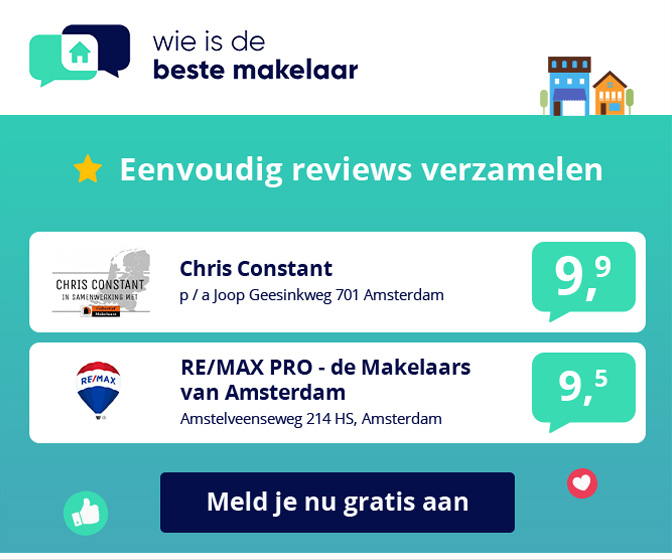 wie is de
beste makelaar
Eenvoudig reviews verzamelen
CHRIS CONSTANT
IN SAMENWERKING MET
Makelaars
Chris Constant
p / a Joop Geesinkweg 701 Amsterdam
9,9
RE/MAX
RE/MAX PRO - de Makelaars
van Amsterdam
Amstelveenseweg 214 HS, Amsterdam
9,5
Meld je nu gratis aan